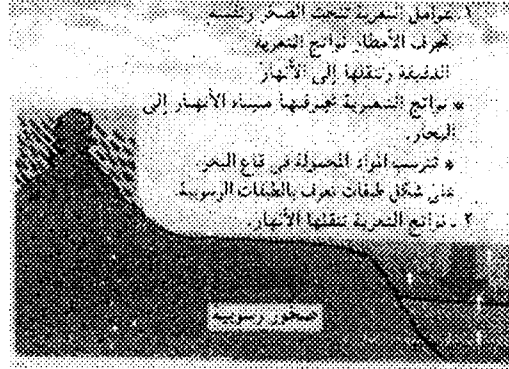 ١ - عوامل التعرية تفتت الصخر وتفتته
تجرف الأمطار نواتج التعرية
الدقيقة وتنقلها إلى الأنهار
* نواتج التعرية تجرفها مياه الأنهار إلى
البحار.
* تترسب المواد المحمولة في قاع البحر
على شكل طبقات تعرف بالطبقات الرسوبية.
٢ - نواتج التعرية تنقلها الأنهار.
صخور رسوبية